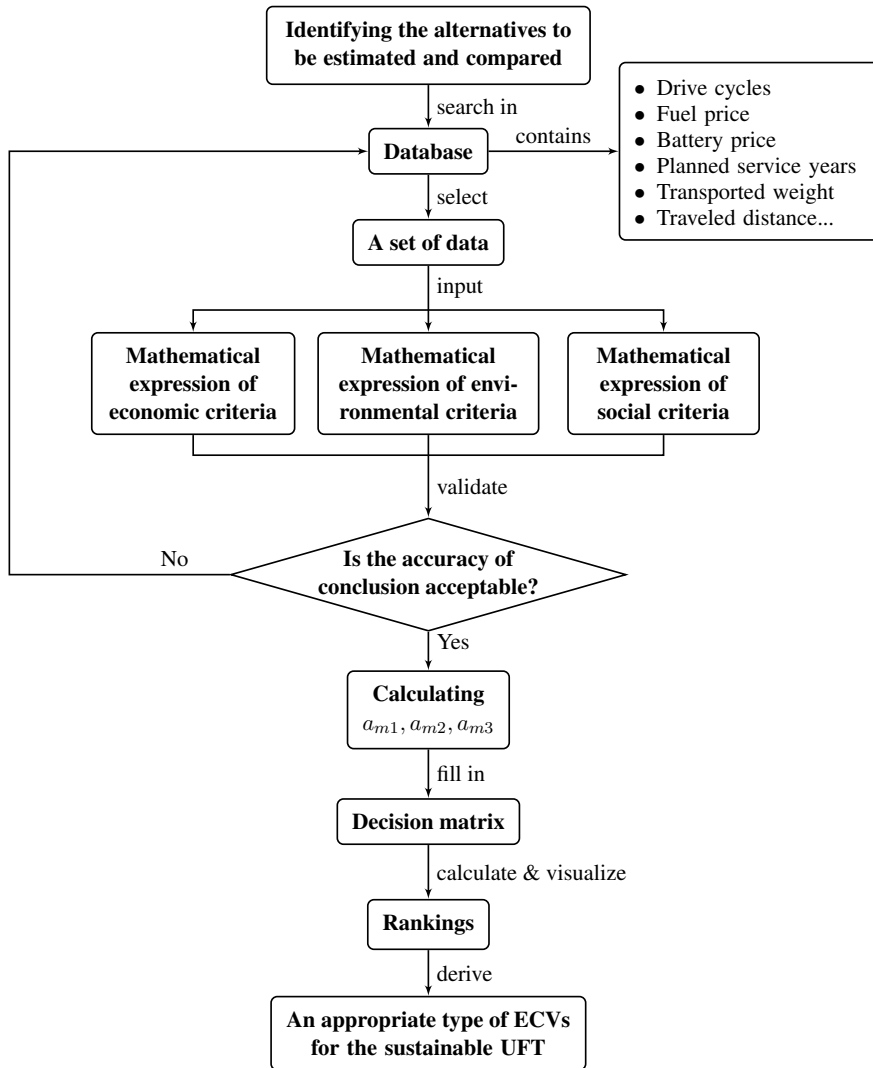 Identifying the alternatives to
be estimated and compared
search in
Database
contains
• Drive cycles
• Fuel price
• Battery price
• Planned service years
• Transported weight
• Traveled distance...
select
A set of data
input
Mathematical
expression of
economic criteria
Mathematical
expression of envi-
ronmental criteria
Mathematical
expression of
social criteria
validate
No
Is the accuracy of
conclusion acceptable?
Yes
Calculating
a_{m1}, a_{m2}, a_{m3}
fill in
Decision matrix
calculate & visualize
Rankings
derive
An appropriate type of ECVs
for the sustainable UFT